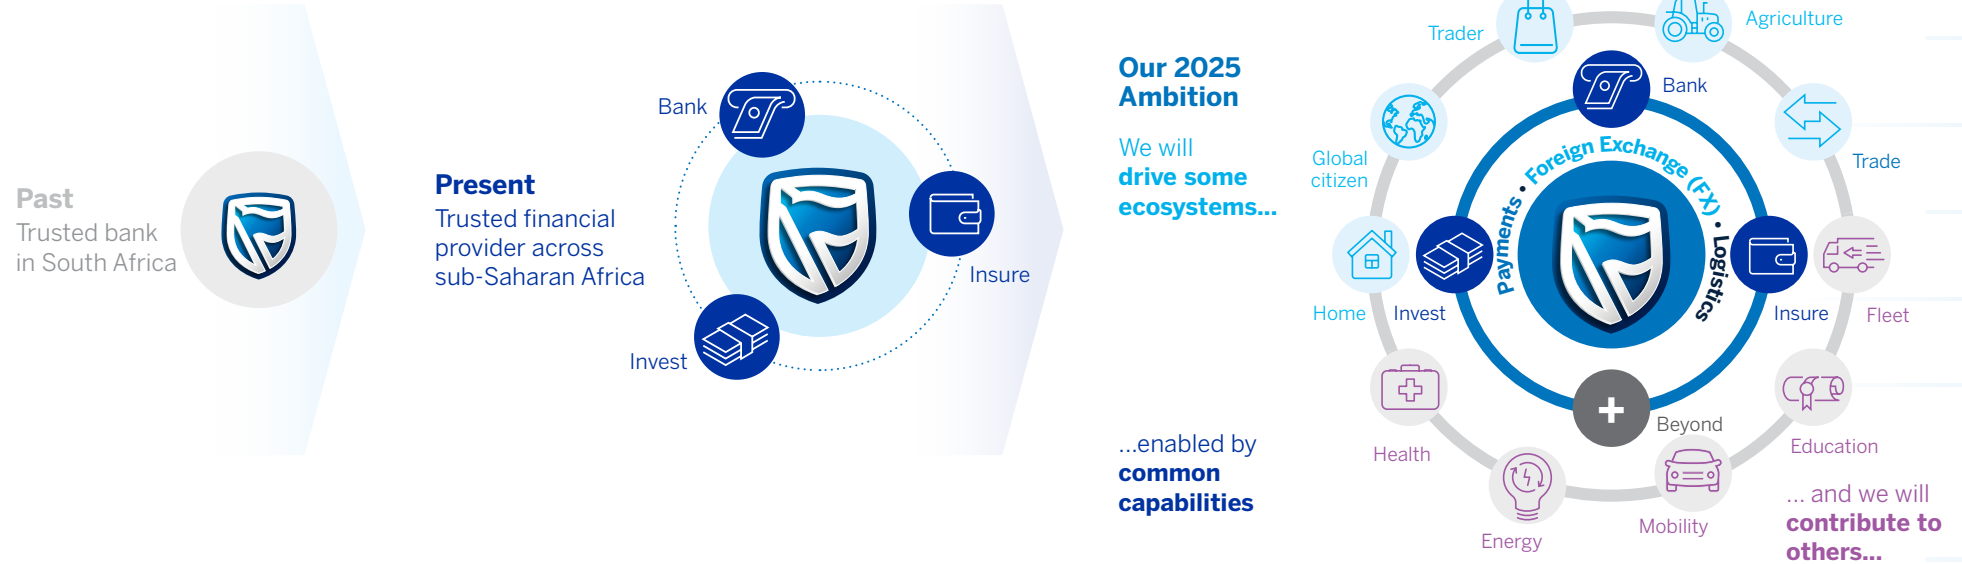 Past
Trusted bank
in South Africa
Present
Trusted financial
provider across
sub-Saharan Africa
Bank
Insure
Invest
Our 2025
Ambition
We will
drive some
ecosystems...
...enabled by
common
capabilities
Trader
Agriculture
Bank
Global
citizen
Trade
Payments • Foreign Exchange (FX) • Logistics
Home
Invest
Insure
Fleet
Beyond
Health
Education
Energy
Mobility
... and we will
contribute to
others...